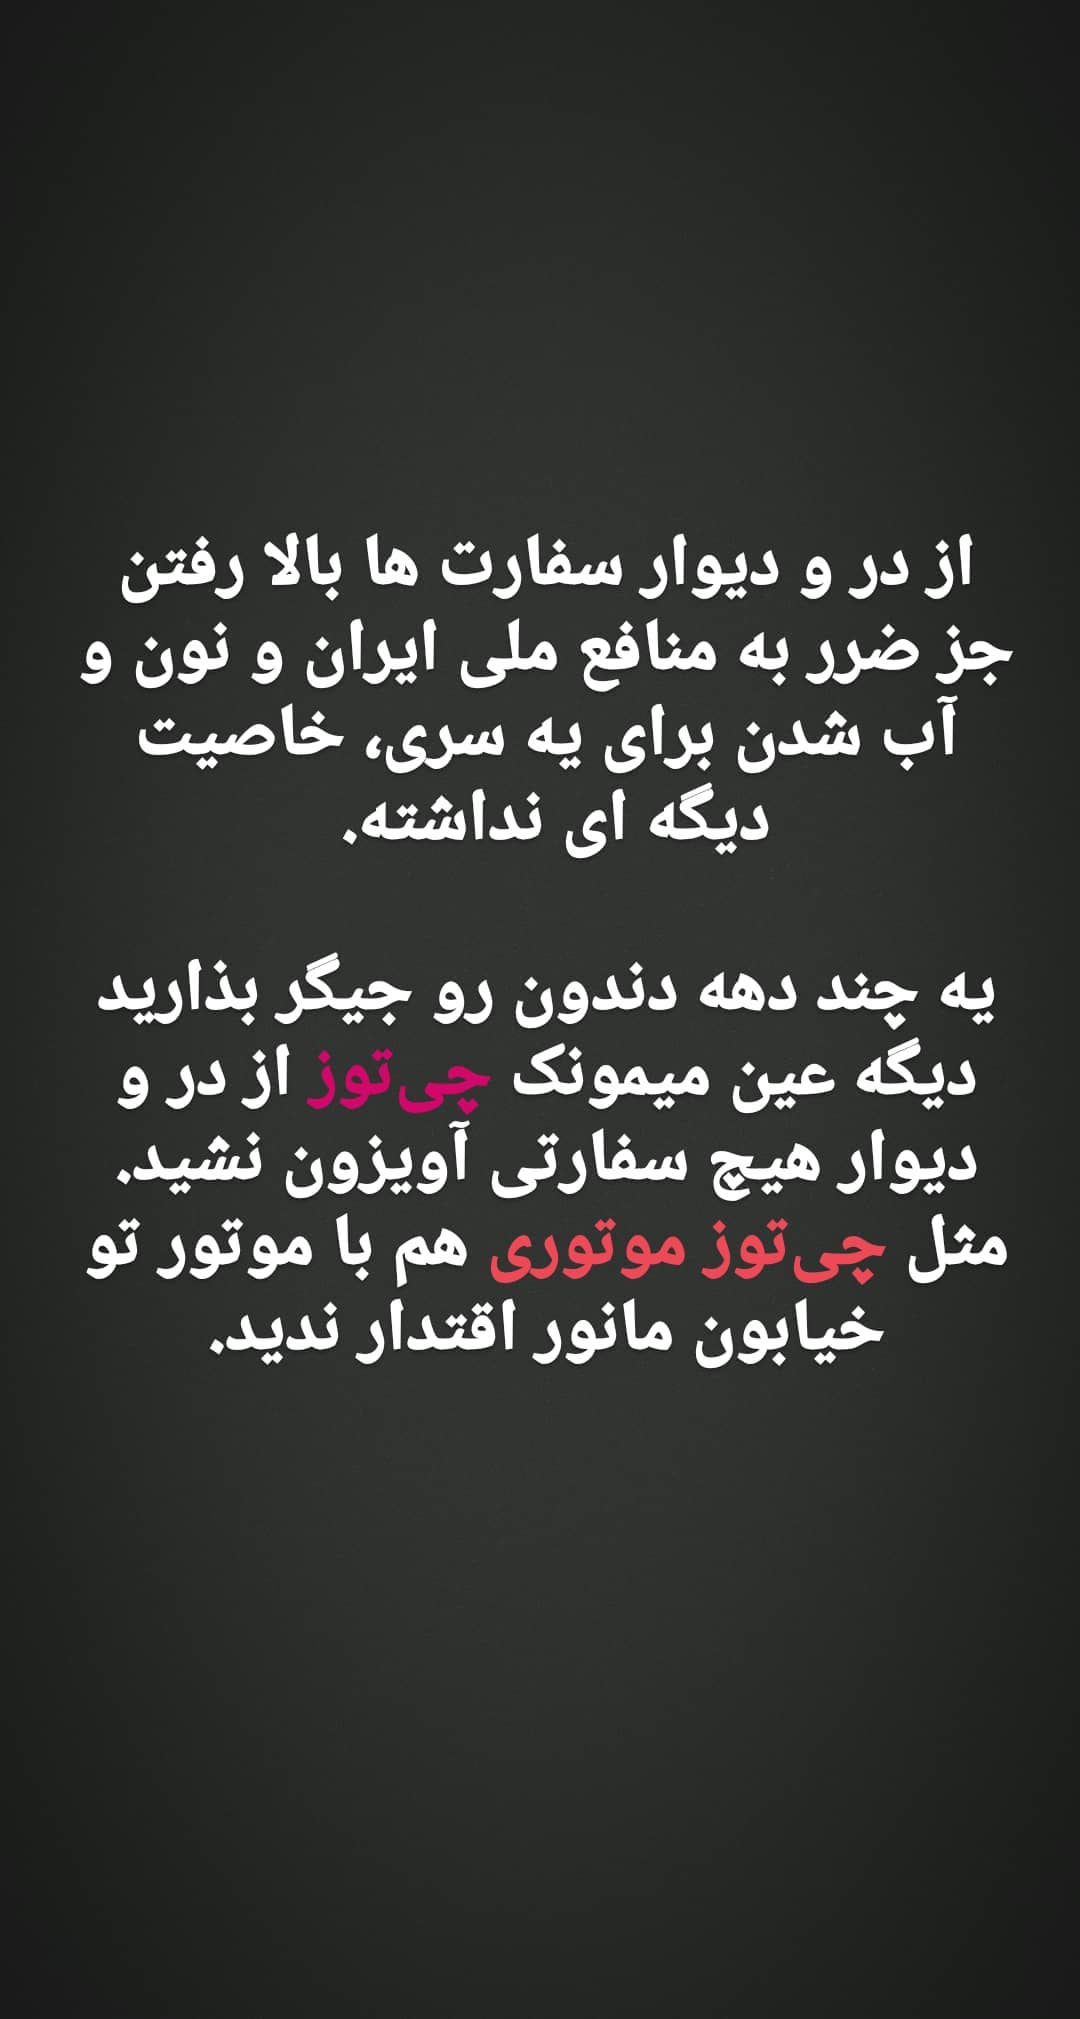 از در و دیوار سفارت ها بالا رفتن
جز ضرر به منافع ملی ایران و نون و
آب شدن برای یه سری، خاصیت
دیگه ای نداشته.
یه چند دهه دندون رو جیگر بذارید
دیگه عین میمونک چی‌توز از در و
دیوار هیچ سفارتی آویزون نشید.
مثل چی‌توز موتوری هم با موتور تو
خیابون مانور اقتدار ندید.